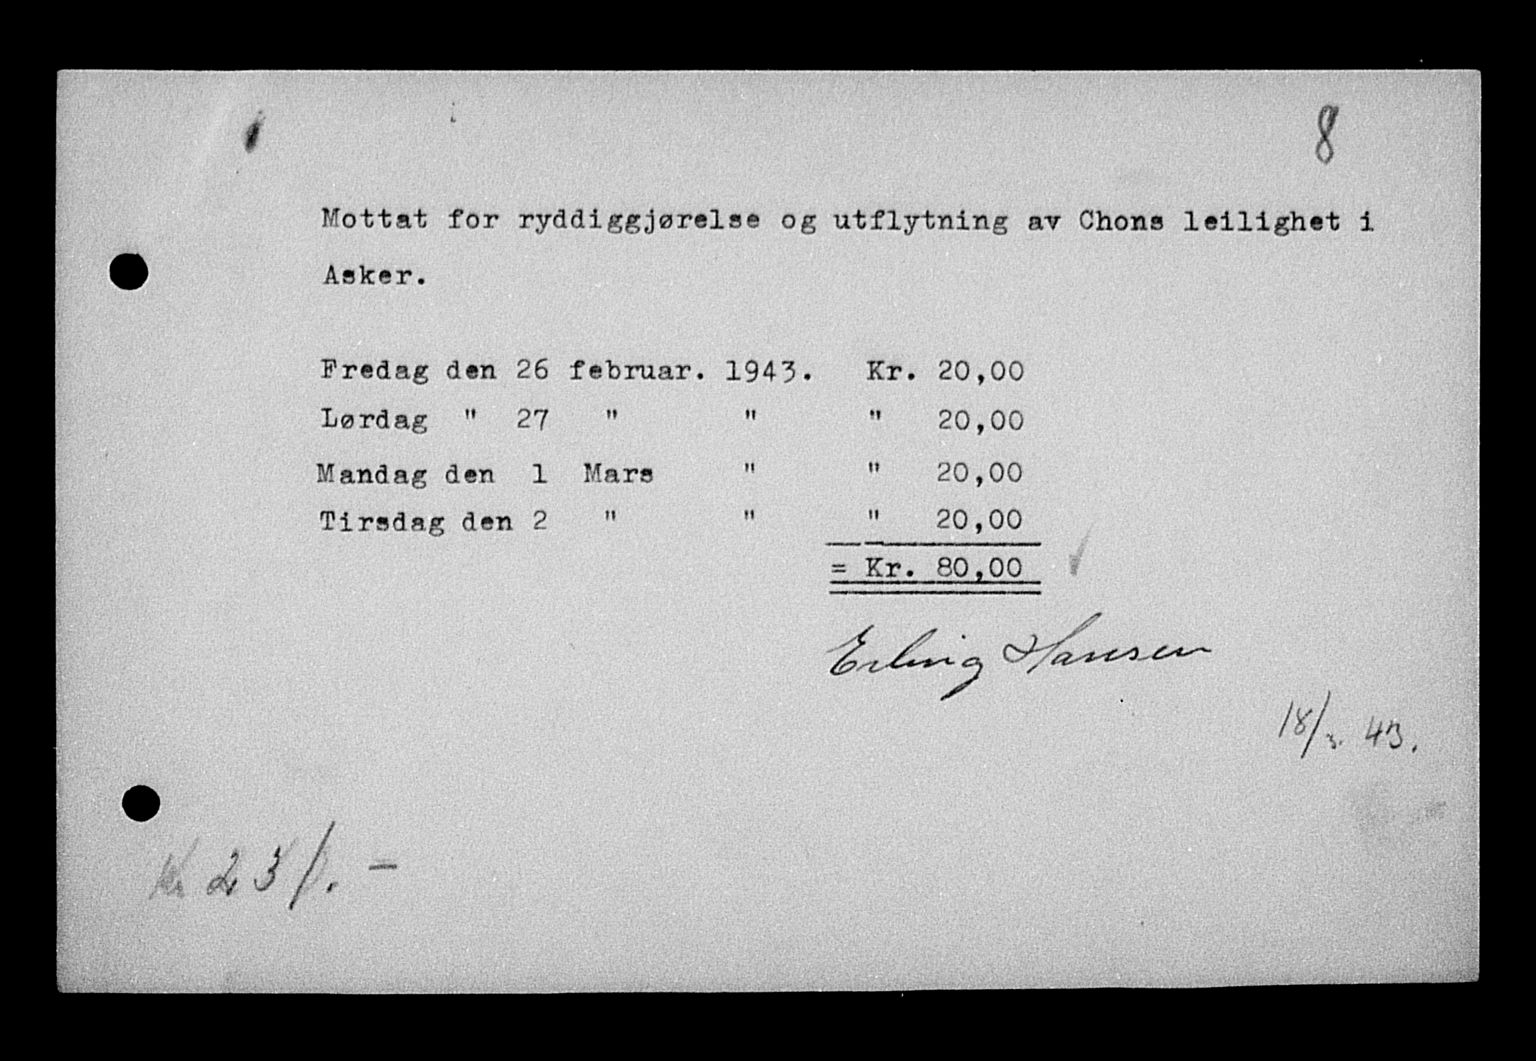 8
Mottat for ryddiggjørelse og utflytning av Chons leilighet i
Asker.
Fredag den 26 februar. 1943. Kr. 20,00
Lørdag " 27 " " " 20,00
Mandag den 1 Mars " " 20,00
Tirsdag den 2 " " " 20,00
= Kr. 80,00
Erling Hansen
18/3. 43.